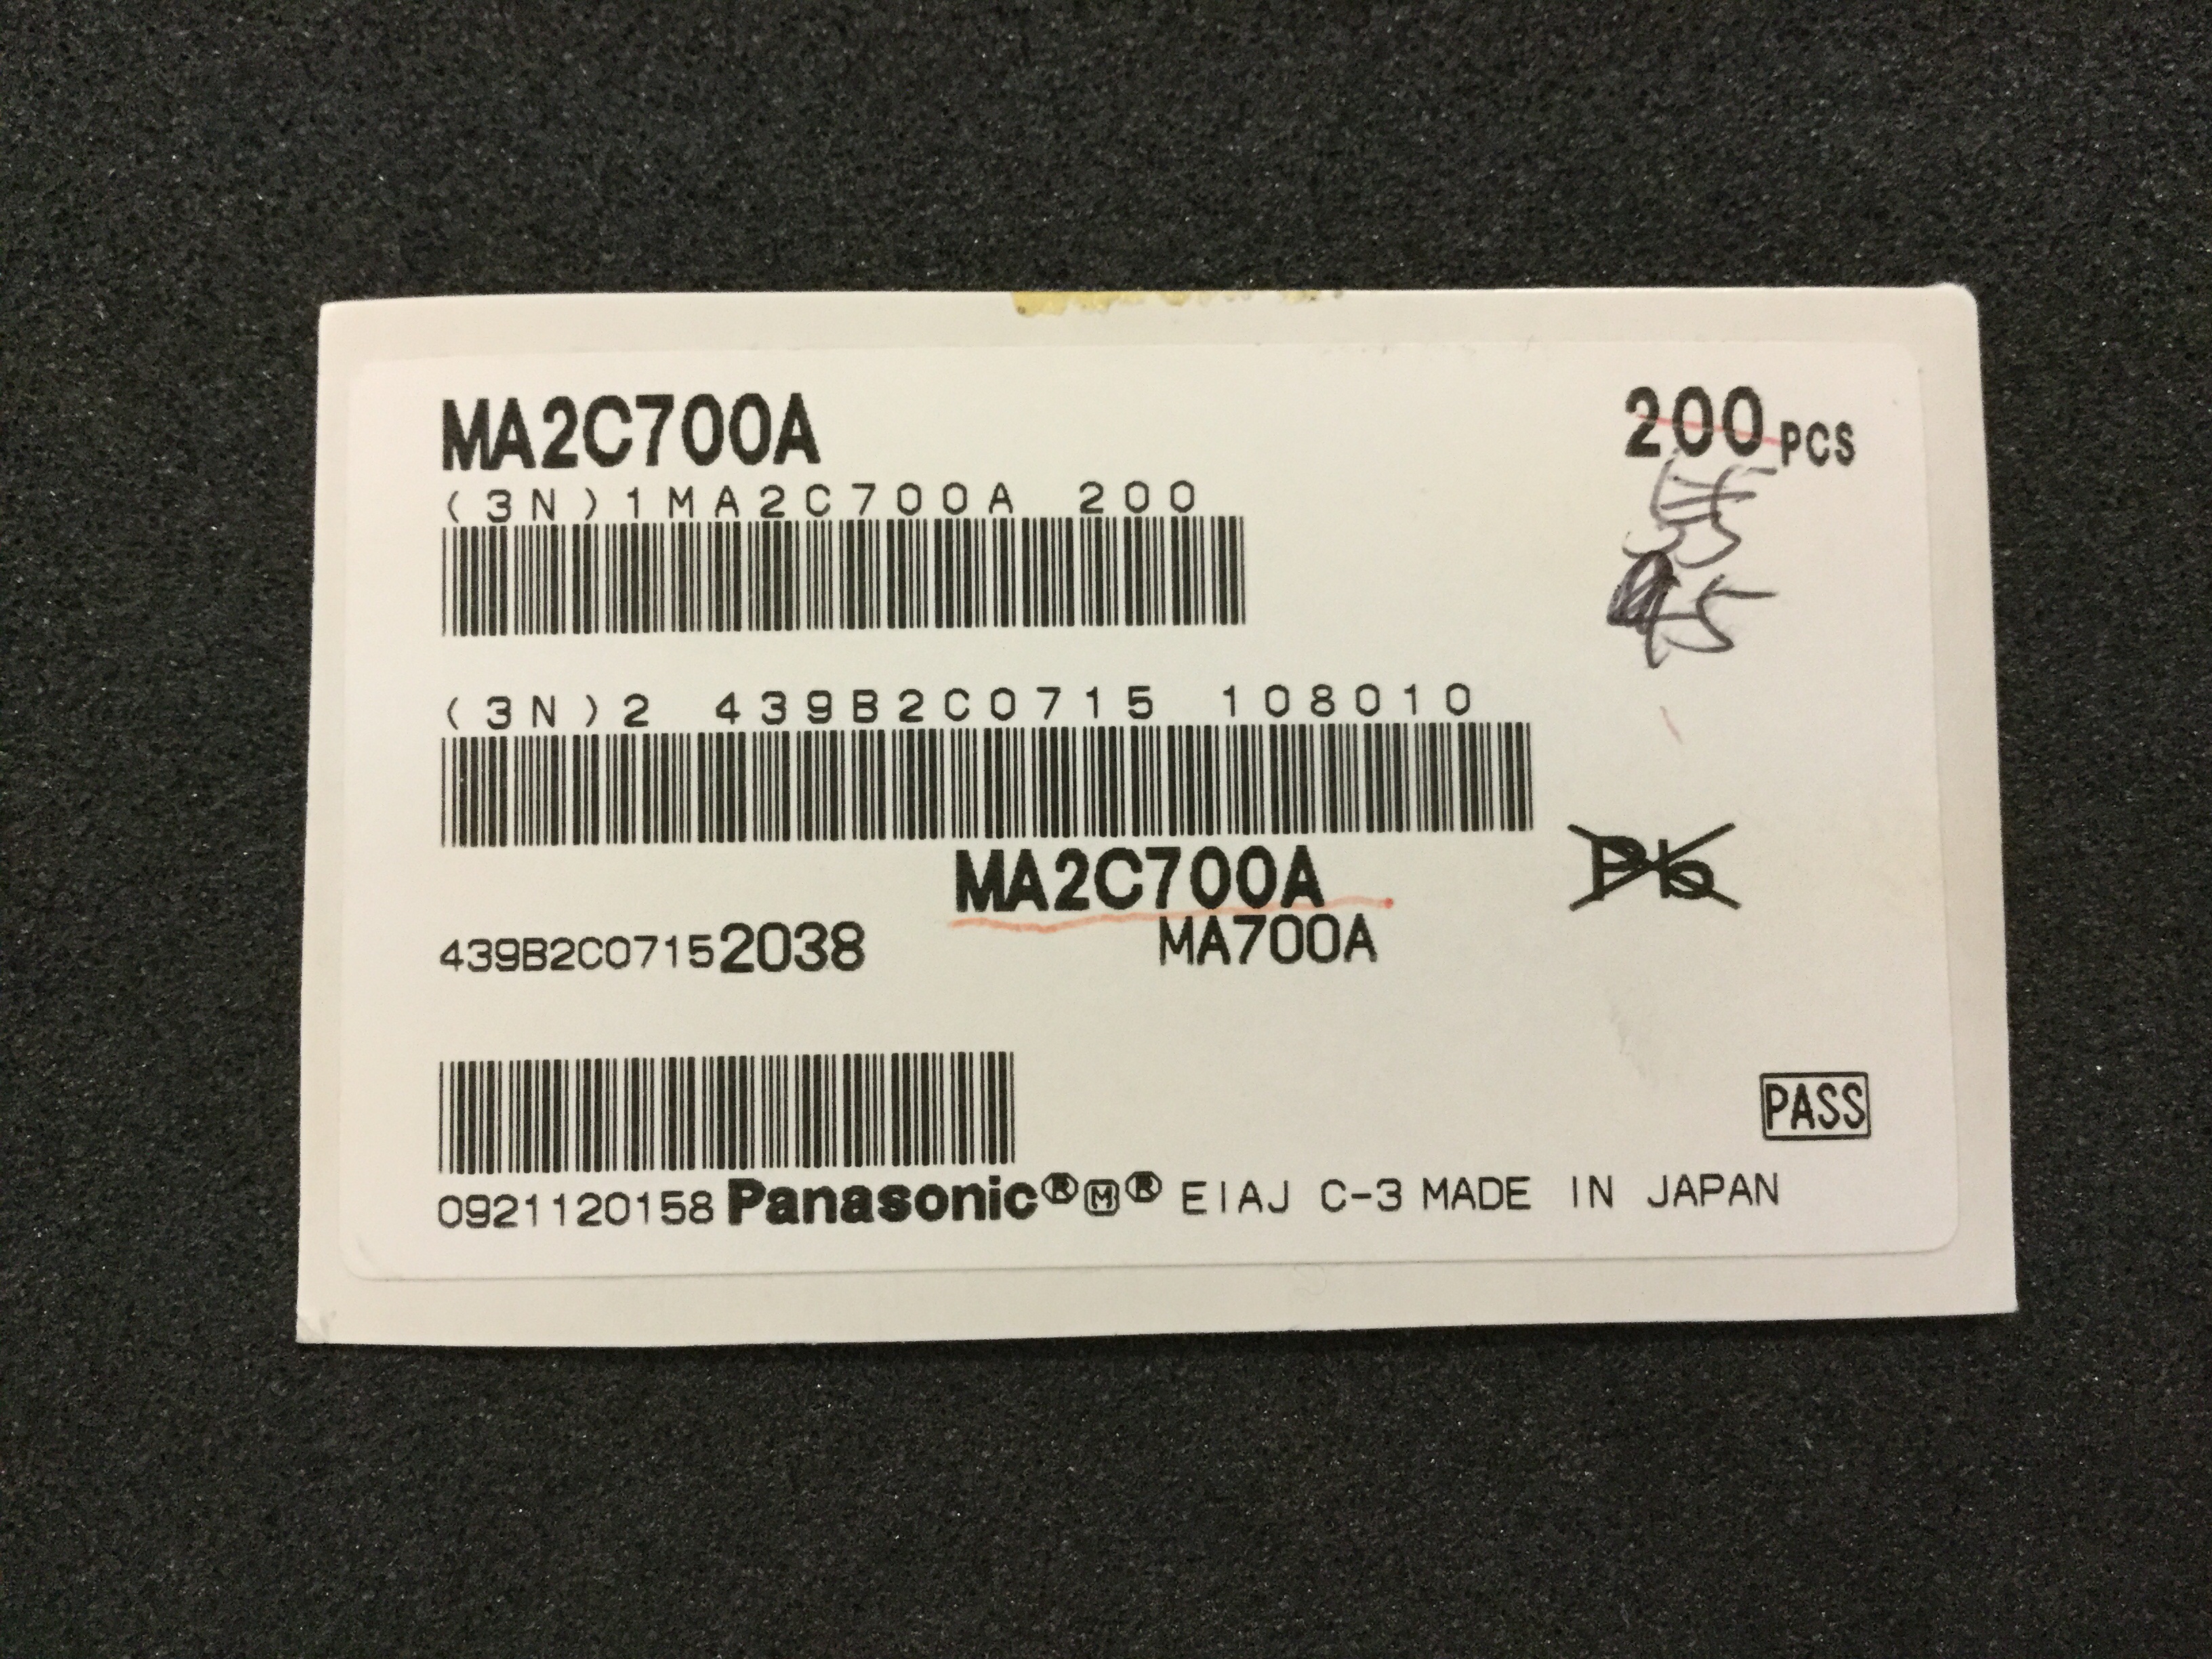 MA2C700A
200 PCS
(3N)1MA2C700A 200
(3N)2 439B2C0715 108010
Pb
MA2C700A
MA700A
439B2C07152038
PASS
0921120158 Panasonic®Ⓜ® EIAJ C-3 MADE IN JAPAN